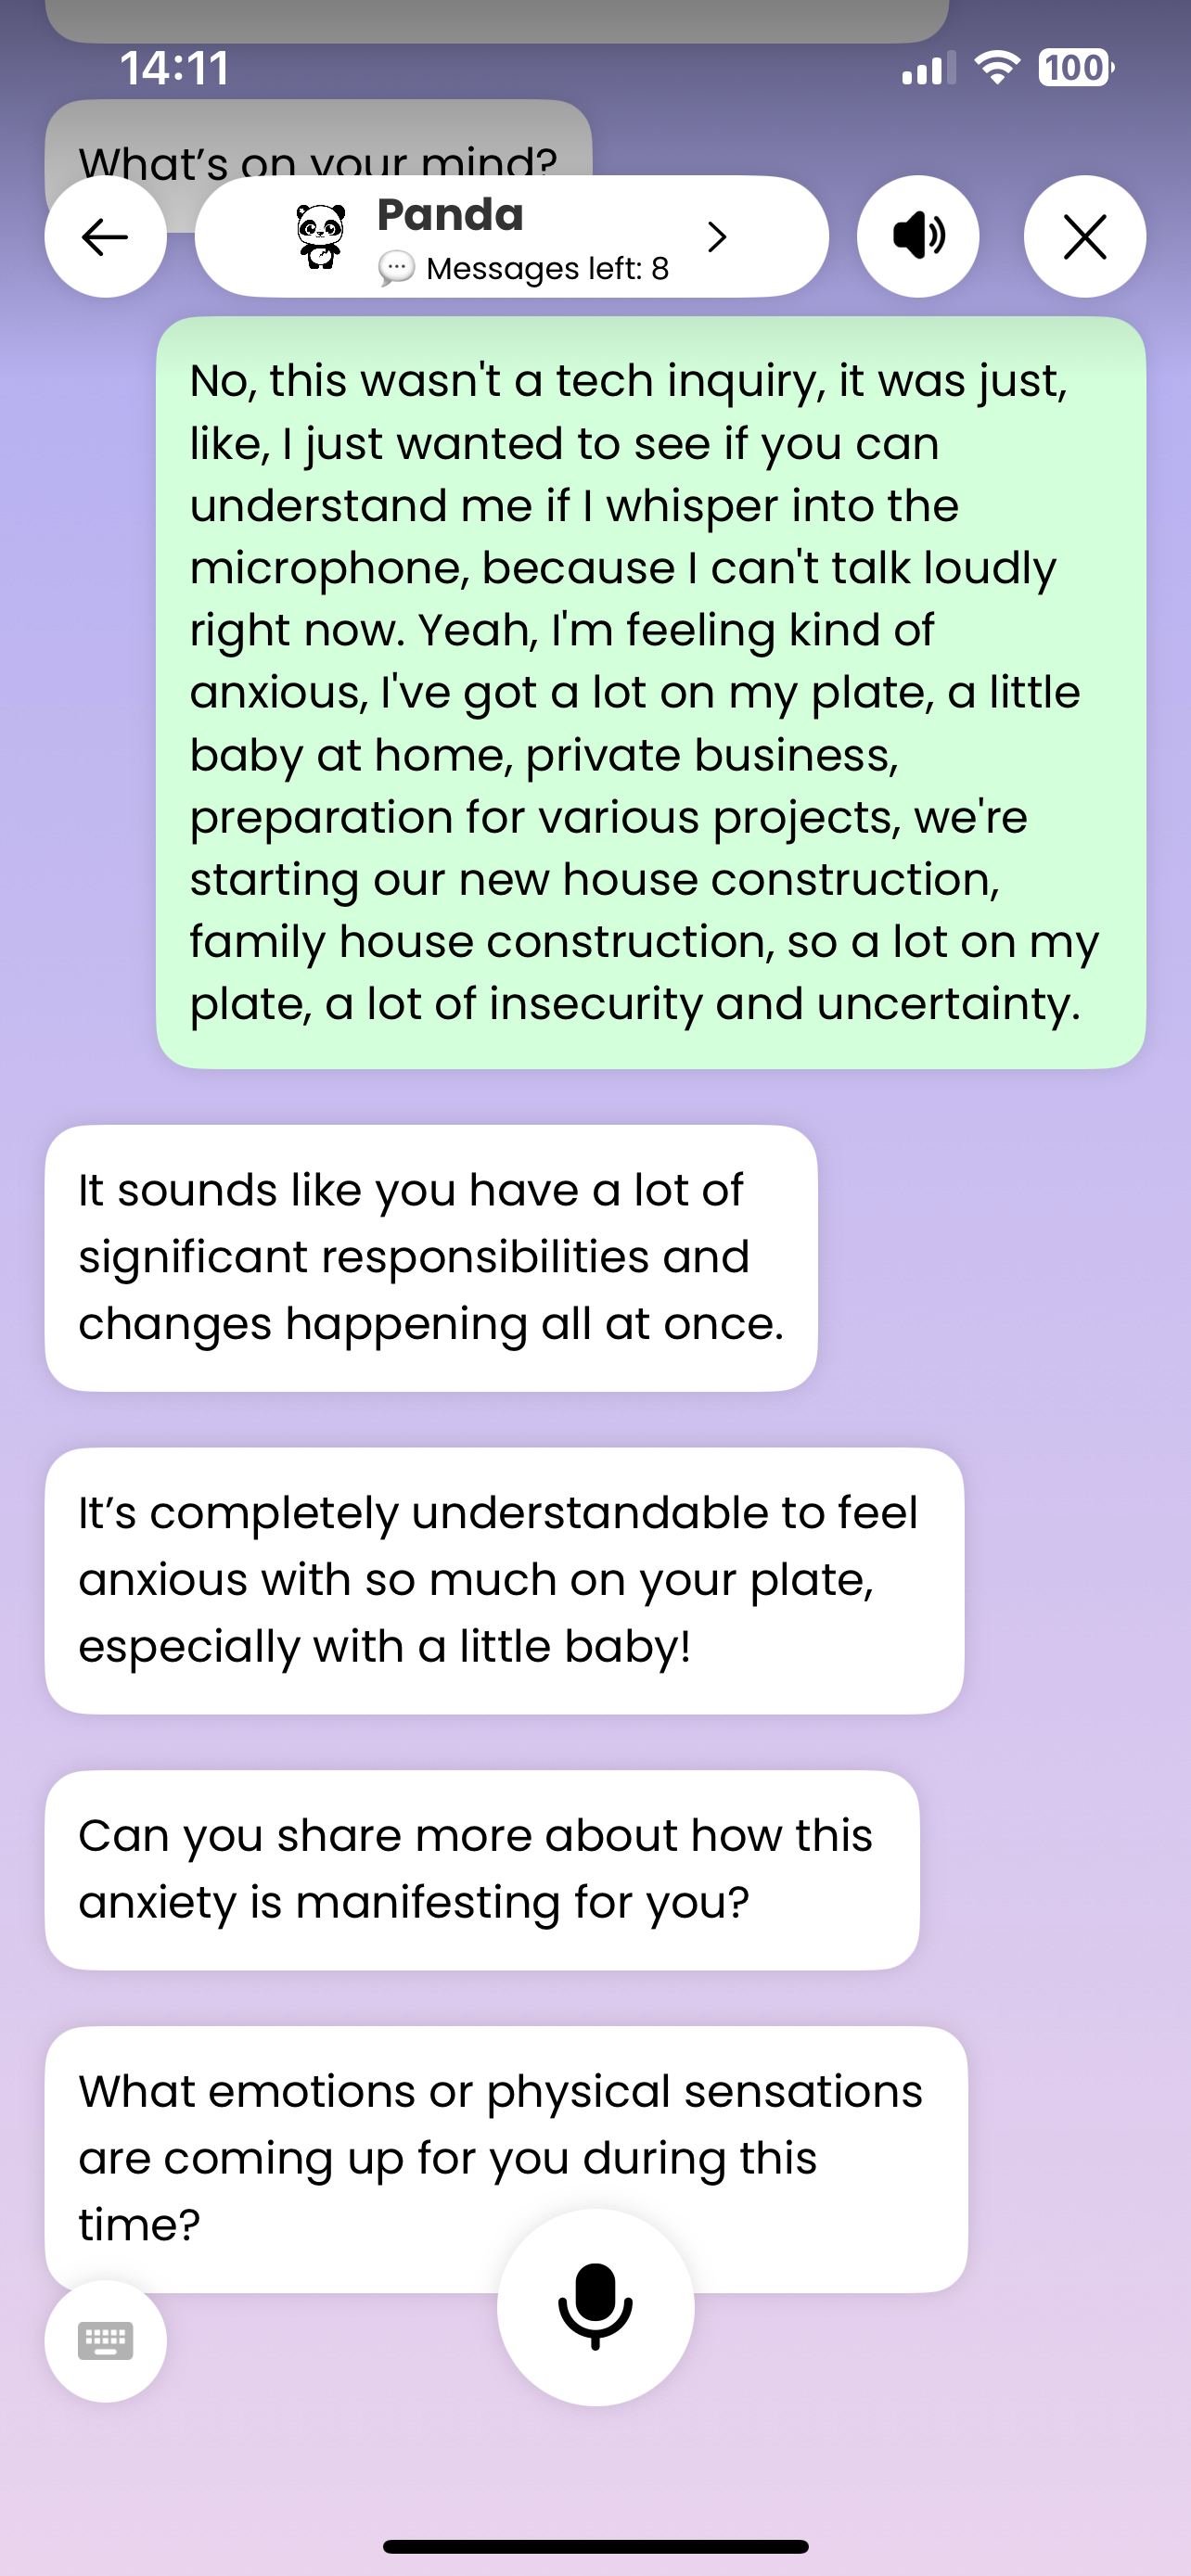 14:11
100
What's on your mind?
Panda
Messages left: 8
No, this wasn't a tech inquiry, it was just,
like, I just wanted to see if you can
understand me if I whisper into the
microphone, because I can't talk loudly
right now. Yeah, I'm feeling kind of
anxious, I've got a lot on my plate, a little
baby at home, private business,
preparation for various projects, we're
starting our new house construction,
family house construction, so a lot on my
plate, a lot of insecurity and uncertainty.
It sounds like you have a lot of
significant responsibilities and
changes happening all at once.
It’s completely understandable to feel
anxious with so much on your plate,
especially with a little baby!
Can you share more about how this
anxiety is manifesting for you?
What emotions or physical sensations
are coming up for you during this
time?